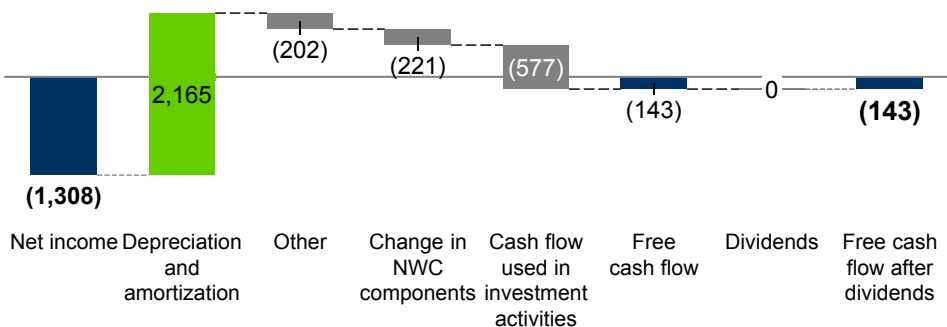 (202)
(221)
(577)
2,165
(143)
0
(143)
(1,308)
Net income
Depreciation
and
amortization
Other
Change in
NWC
components
Cash flow
used in
investment
activities
Free
cash flow
Dividends
Free cash
flow after
dividends